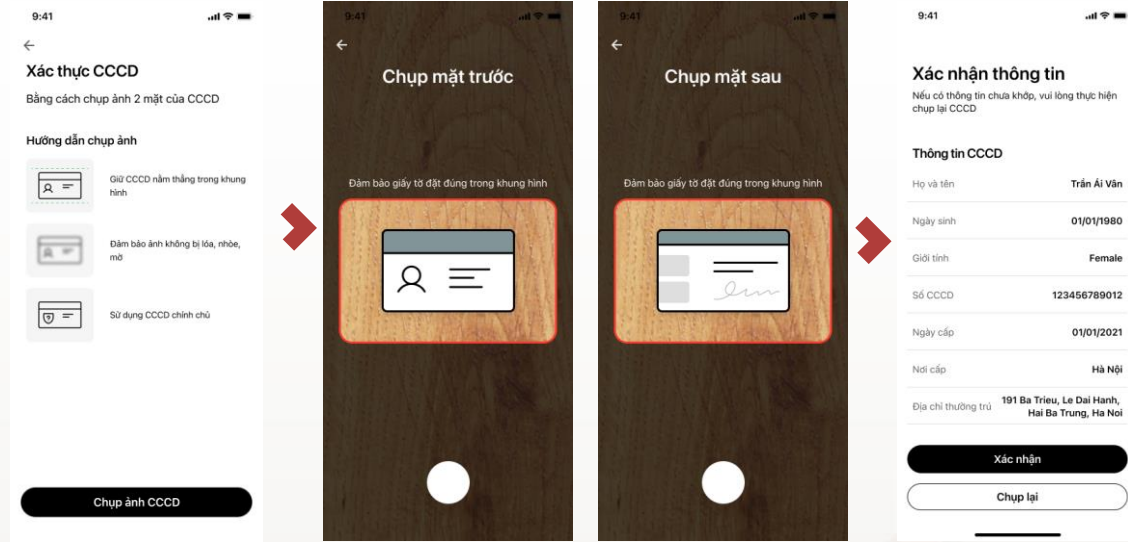 9:41
Xác thực CCCD
Bằng cách chụp ảnh 2 mặt của CCCD
Hướng dẫn chụp ảnh
Giữ CCCD nằm thẳng trong khung
hình
Đảm bảo ảnh không bị lóa, nhòe,
mờ
Sử dụng CCCD chính chủ
Chụp ảnh CCCD
9:41
Chụp mặt trước
Đảm bảo giấy tờ đặt đúng trong khung hình
9:41
Chụp mặt sau
Đảm bảo giấy tờ đặt đúng trong khung hình
9:41
Xác nhận thông tin
Nếu có thông tin chưa khớp, vui lòng thực hiện
chụp lại CCCD
Thông tin CCCD
Họ và tên Trần Ái Vân
Ngày sinh 01/01/1980
Giới tính Female
Số CCCD 123456789012
Ngày cấp 01/01/2021
Nơi cấp Hà Nội
Địa chỉ thường trú 191 Ba Trieu, Le Dai Hanh,
Hai Ba Trung, Ha Noi
Xác nhận
Chụp lại